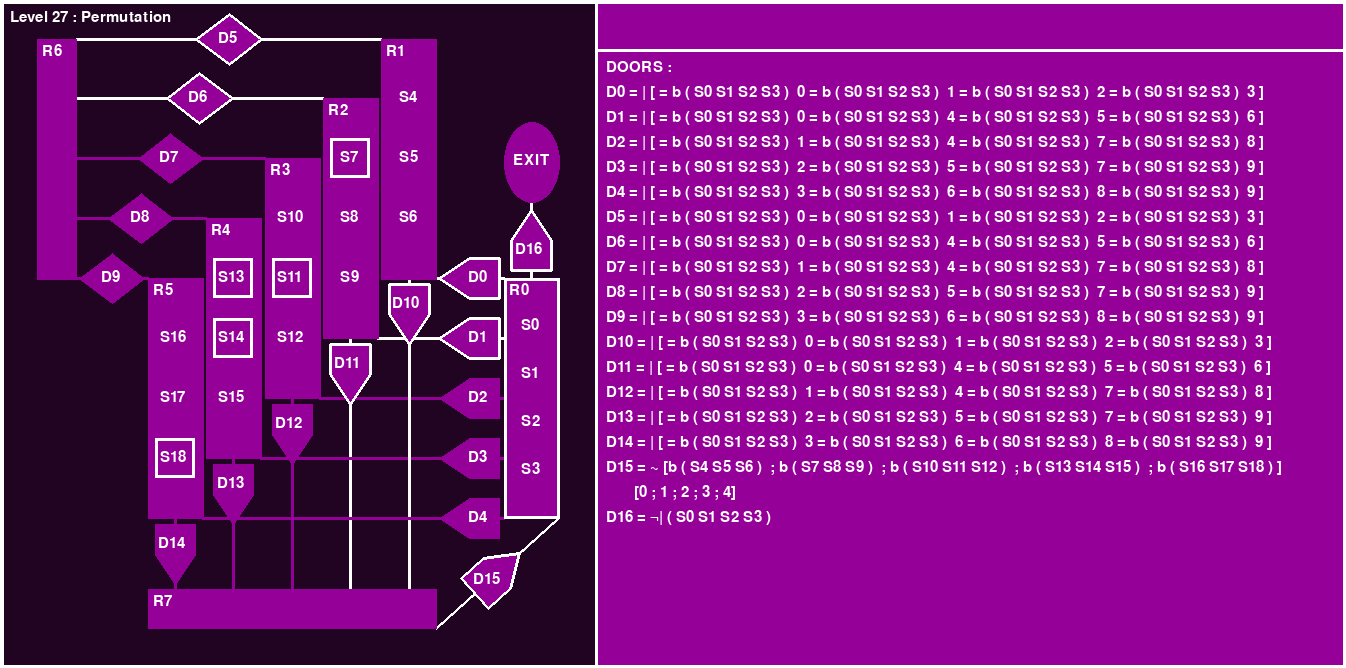 Level 27 : Permutation
D5
R6
R1
D6
S4
R2
D7
S7
S5
EXIT
R3
D8
S10
S8
S6
R4
D16
D9
S13
S11
S9
D0
R5
R0
D10
S16
S14
S12
D1
S0
D11
S1
S17
S15
D2
D12
S2
S18
D3
S3
D13
D4
D14
D15
R7
DOORS :
D0 = | [ = b ( S0 S1 S2 S3 ) 0 = b ( S0 S1 S2 S3 ) 1 = b ( S0 S1 S2 S3 ) 2 = b ( S0 S1 S2 S3 ) 3 ]
D1 = | [ = b ( S0 S1 S2 S3 ) 0 = b ( S0 S1 S2 S3 ) 4 = b ( S0 S1 S2 S3 ) 5 = b ( S0 S1 S2 S3 ) 6 ]
D2 = | [ = b ( S0 S1 S2 S3 ) 1 = b ( S0 S1 S2 S3 ) 4 = b ( S0 S1 S2 S3 ) 7 = b ( S0 S1 S2 S3 ) 8 ]
D3 = | [ = b ( S0 S1 S2 S3 ) 2 = b ( S0 S1 S2 S3 ) 5 = b ( S0 S1 S2 S3 ) 7 = b ( S0 S1 S2 S3 ) 9 ]
D4 = | [ = b ( S0 S1 S2 S3 ) 3 = b ( S0 S1 S2 S3 ) 6 = b ( S0 S1 S2 S3 ) 8 = b ( S0 S1 S2 S3 ) 9 ]
D5 = | [ = b ( S0 S1 S2 S3 ) 0 = b ( S0 S1 S2 S3 ) 1 = b ( S0 S1 S2 S3 ) 2 = b ( S0 S1 S2 S3 ) 3 ]
D6 = | [ = b ( S0 S1 S2 S3 ) 0 = b ( S0 S1 S2 S3 ) 4 = b ( S0 S1 S2 S3 ) 5 = b ( S0 S1 S2 S3 ) 6 ]
D7 = | [ = b ( S0 S1 S2 S3 ) 1 = b ( S0 S1 S2 S3 ) 4 = b ( S0 S1 S2 S3 ) 7 = b ( S0 S1 S2 S3 ) 8 ]
D8 = | [ = b ( S0 S1 S2 S3 ) 2 = b ( S0 S1 S2 S3 ) 5 = b ( S0 S1 S2 S3 ) 7 = b ( S0 S1 S2 S3 ) 9 ]
D9 = | [ = b ( S0 S1 S2 S3 ) 3 = b ( S0 S1 S2 S3 ) 6 = b ( S0 S1 S2 S3 ) 8 = b ( S0 S1 S2 S3 ) 9 ]
D10 = | [ = b ( S0 S1 S2 S3 ) 0 = b ( S0 S1 S2 S3 ) 1 = b ( S0 S1 S2 S3 ) 2 = b ( S0 S1 S2 S3 ) 3 ]
D11 = | [ = b ( S0 S1 S2 S3 ) 0 = b ( S0 S1 S2 S3 ) 4 = b ( S0 S1 S2 S3 ) 5 = b ( S0 S1 S2 S3 ) 6 ]
D12 = | [ = b ( S0 S1 S2 S3 ) 1 = b ( S0 S1 S2 S3 ) 4 = b ( S0 S1 S2 S3 ) 7 = b ( S0 S1 S2 S3 ) 8 ]
D13 = | [ = b ( S0 S1 S2 S3 ) 2 = b ( S0 S1 S2 S3 ) 5 = b ( S0 S1 S2 S3 ) 7 = b ( S0 S1 S2 S3 ) 9 ]
D14 = | [ = b ( S0 S1 S2 S3 ) 3 = b ( S0 S1 S2 S3 ) 6 = b ( S0 S1 S2 S3 ) 8 = b ( S0 S1 S2 S3 ) 9 ]
D15 = ~ [b ( S4 S5 S6 ) ; b ( S7 S8 S9 ) ; b ( S10 S11 S12 ) ; b ( S13 S14 S15 ) ; b ( S16 S17 S18 ) ]
[0 ; 1 ; 2 ; 3 ; 4]
D16 = ¬| ( S0 S1 S2 S3 )